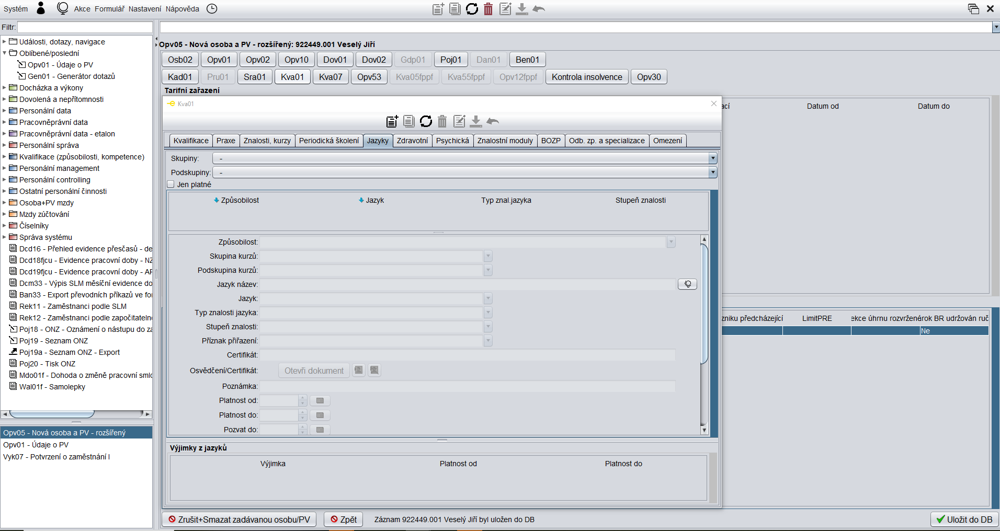 Systém Akce Formulář Nastavení Nápověda
Filtr:
Události, dotazy, navigace
Oblíbené/poslední
Opv01 - Údaje o PV
Gen01 - Generátor dotazů
Docházka a výkony
Dovolená a nepřítomnosti
Personální data
Pracovněprávní data
Pracovněprávní data - etalon
Personální správa
Kvalifikace (způsobilosti, kompetence)
Personální management
Personální controlling
Ostatní personální činnosti
Osoba+PV mzdy
Mzdy zúčtování
Číselníky
Správa systému
Dcd16 - Přehled evidence přesčasů - de
Dcd18fjcu - Evidence pracovní doby - NZ
Dcd19fjcu - Evidence pracovní doby - AF
Dcm33 - Výpis SLM měsíční evidence do
Ban33 - Export převodních příkazů ve for
Rek11 - Zaměstnanci podle SLM
Rek12 - Zaměstnanci podle započitatelné
Poj18 - ONZ - Oznámení o nástupu do za
Poj19 - Seznam ONZ
Poj19a - Seznam ONZ - Export
Poj20 - Tisk ONZ
Mdo01f - Dohoda o změně pracovní smlo
Wal01f - Samolepky
Opv05 - Nová osoba a PV - rozšířený
Opv01 - Údaje o PV
Vyk07 - Potvrzení o zaměstnání I
Opv05 - Nová osoba a PV - rozšířený: 922449.001 Veselý Jiří
Osb02 Opv01 Opv02 Opv10 Dov01 Dov02 Gdp01 Poj01 Dan01 Ben01
Kad01 Pru01 Sra01 Kva01 Kva07 Opv53 Kva05fppf Kva55fppf Opv12fppf Kontrola insolvence Opv30
Tarifní zařazení
ací Datum od Datum do
Kva01
Kvalifikace Praxe Znalosti, kurzy Periodická školení Jazyky Zdravotní Psychická Znalostní moduly BOZP Odb. zp. a specializace Omezení
Skupiny: -
Podskupiny: -
Jen platné
Způsobilost Jazyk Typ znal.jazyka Stupeň znalosti
Způsobilost:
Skupina kurzů:
Podskupina kurzů:
Jazyk název:
Jazyk:
Typ znalosti jazyka:
Stupeň znalosti:
Příznak přiřazení:
Certifikát:
Osvědčení/Certifikát: Otevři dokument
Poznámka:
Platnost od:
Platnost do:
Pozvat do:
Výjimky z jazyků
Výjimka Platnost od Platnost do
zniku předcházející LimitPRE ekce úhrnu rozvržené rok BR udržován ruč
Ne
Zrušit+Smazat zadávanou osobu/PV Zpět Záznam 922449.001 Veselý Jiří byl uložen do DB Uložit do DB